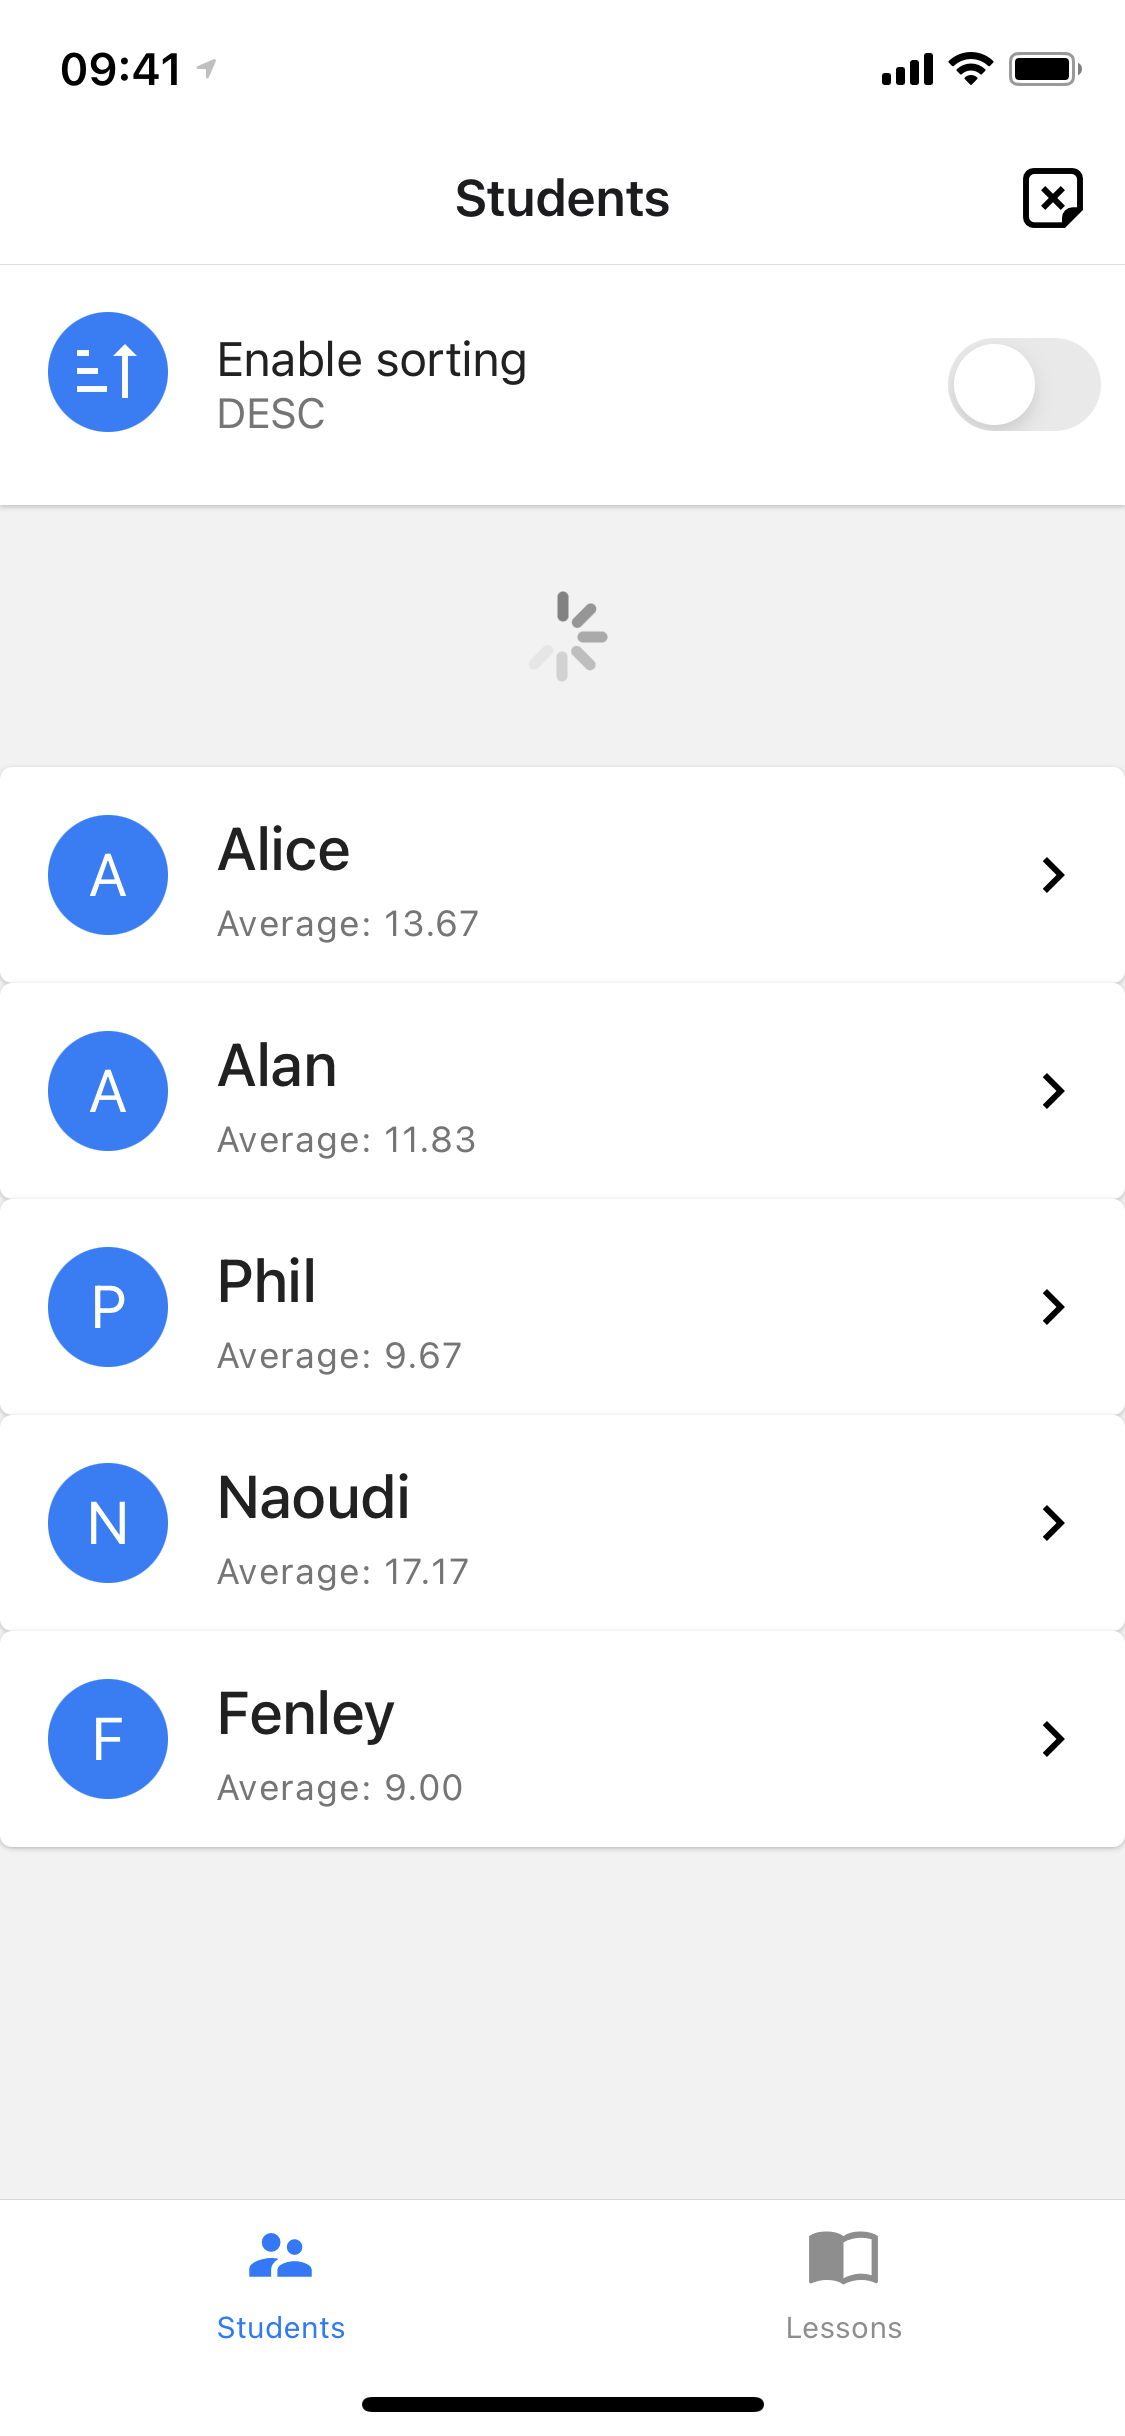 09:41
Students
Enable sorting
DESC
A
Alice
Average: 13.67
A
Alan
Average: 11.83
P
Phil
Average: 9.67
N
Naoudi
Average: 17.17
F
Fenley
Average: 9.00
Students
Lessons